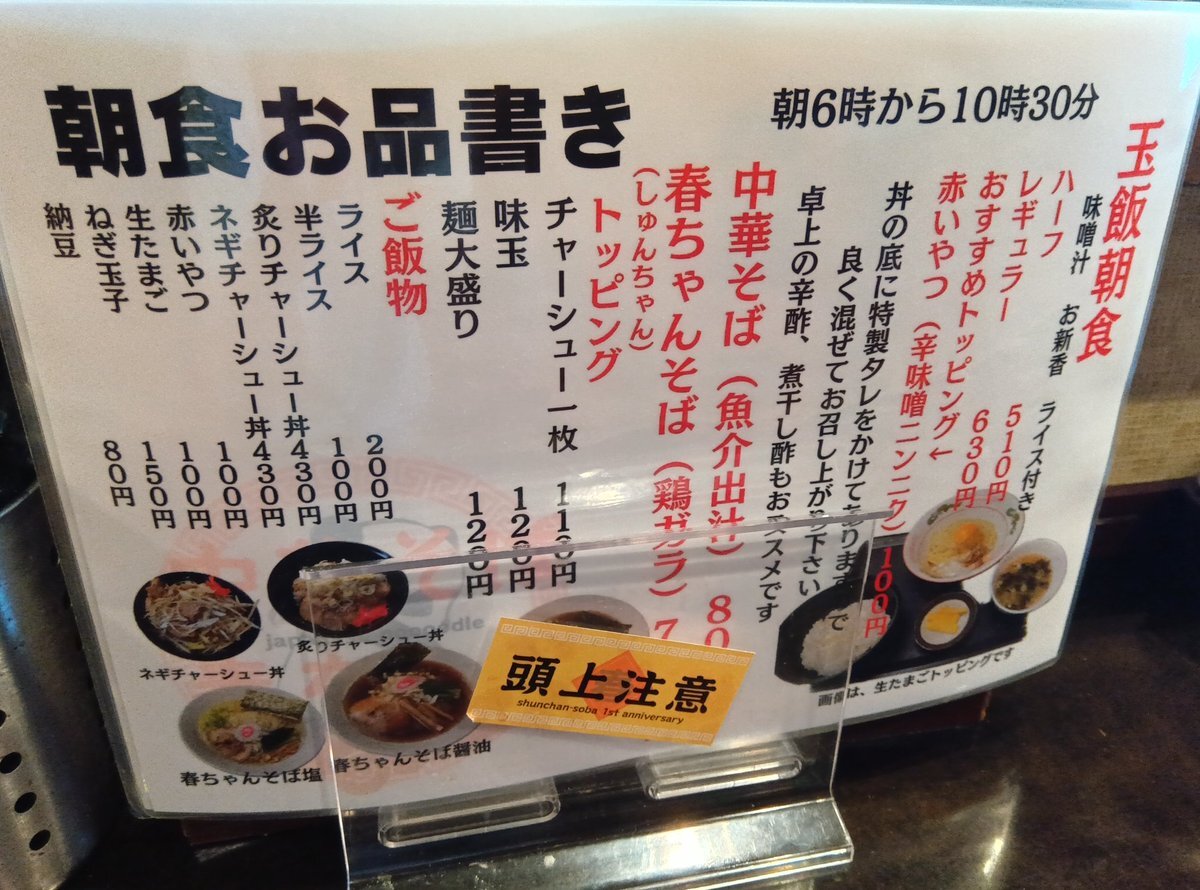 朝食お品書き
朝6時から10時30分
玉飯朝食
味噌汁 お新香 ライス付き
ハーフ 510円
レギュラー 630円
おすすめトッピング↓
赤いやつ(辛味噌ニンニク)100円
丼の底に特製タレをかけてありますで
良く混ぜてお召し上がり下さい
卓上の辛酢、煮干し酢もおススメです
中華そば(魚介出汁)80
春ちゃんそば(鶏ガラ)7
(しゅんちゃん)
トッピング
チャーシュー一枚 110円
味玉 120円
麺大盛り 120円
ご飯物
ライス 200円
半ライス 100円
炙りチャーシュー丼 430円
ネギチャーシュー丼 430円
赤いやつ 100円
生たまご 100円
ねぎ玉子 150円
納豆 80円
ネギチャーシュー丼
炙りチャーシュー丼
春ちゃんそば塩
春ちゃんそば醤油
画像は、生たまごトッピングです
頭上注意
shunchan-soba 1st anniversary